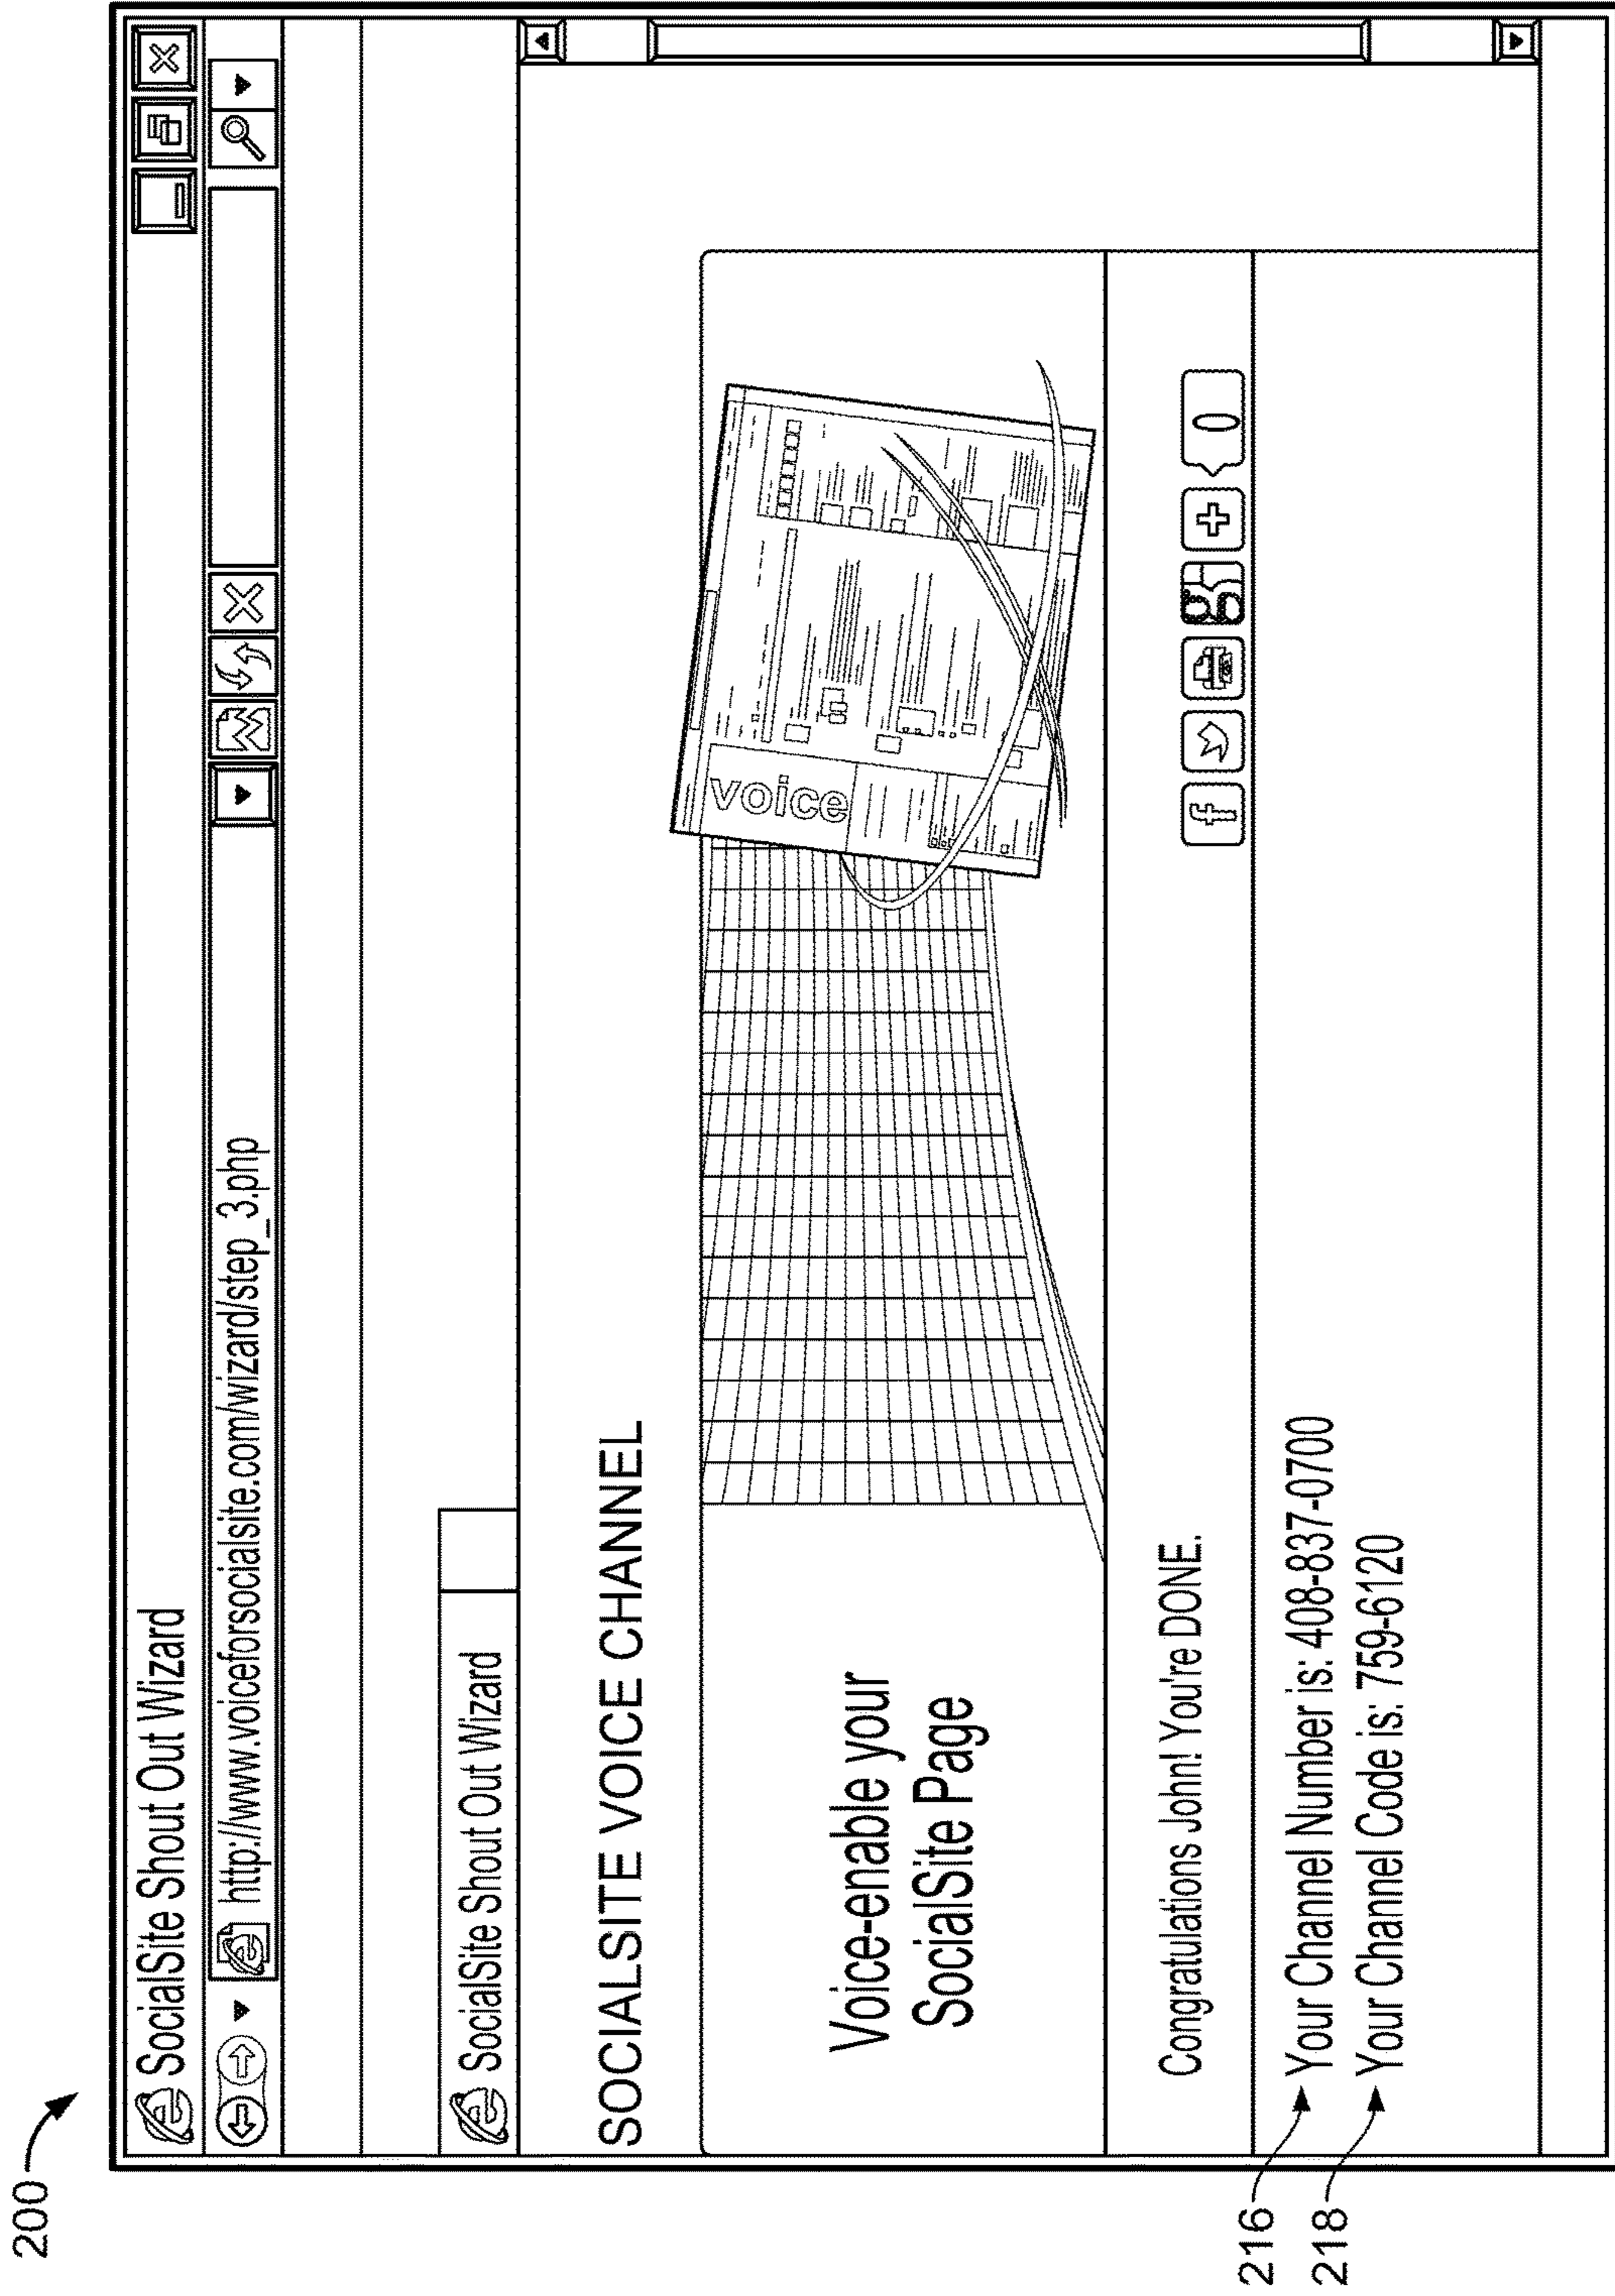 200
SocialSite Shout Out Wizard
http://www.voiceforsocialsite.com/wizard/step_3.php
SocialSite Shout Out Wizard
SOCIALSITE VOICE CHANNEL
Voice-enable your
SocialSite Page
voice
Congratulations John! You're DONE.
f
g
0
216
Your Channel Number is: 408-837-0700
218
Your Channel Code is: 759-6120